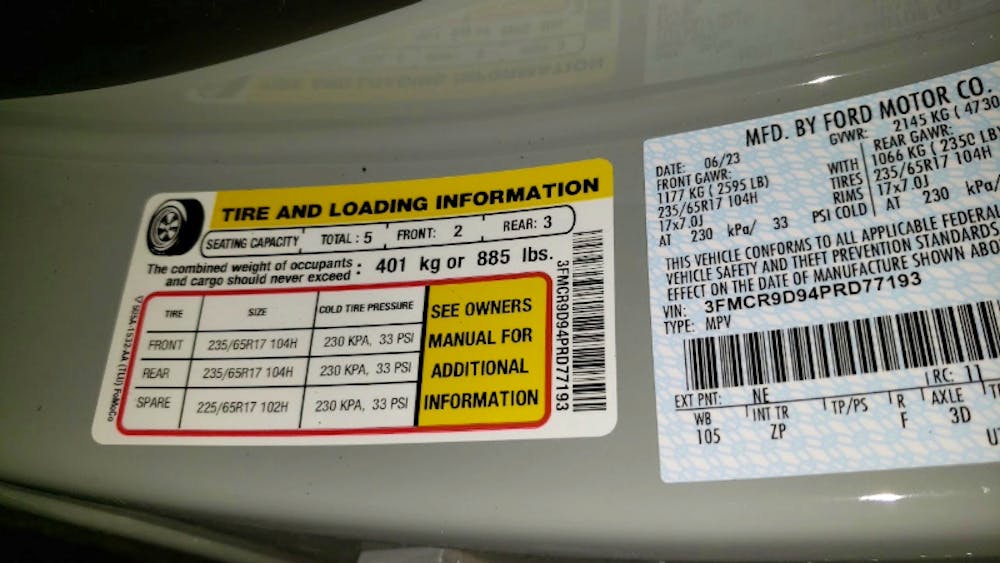 TIRE AND LOADING INFORMATION
SEATING CAPACITY TOTAL : 5 FRONT: 2 REAR: 3
The combined weight of occupants : 401 kg or 885 lbs.
and cargo should never exceed :
TIRE SIZE COLD TIRE PRESSURE
FRONT 235/65R17 104H 230 KPA, 33 PSI
REAR 235/65R17 104H 230 KPA, 33 PSI
SPARE 225/65R17 102H 230 KPA, 33 PSI
SEE OWNERS
MANUAL FOR
ADDITIONAL
INFORMATION
3FMCR9D94PRD77193
MFD. BY FORD MOTOR CO.
DATE: 06/23 GVWR: 2145 KG ( 4730
FRONT GAWR: REAR GAWR:
1177 KG ( 2595 LB) WITH 1066 KG ( 2350 LB
235/65R17 104H TIRES 235/65R17 104H
17x7.0J RIMS 17x7.0J
AT 230 kPa/ 33 PSI COLD AT 230 kPa/
THIS VEHICLE CONFORMS TO ALL APPLICABLE FEDERAL
VEHICLE SAFETY AND THEFT PREVENTION STANDARDS
EFFECT ON THE DATE OF MANUFACTURE SHOWN ABO
VIN: 3FMCR9D94PRD77193
TYPE: MPV
EXT PNT: NE RC: 11
WB INT TR TP/PS R AXLE T
105 ZP F 3D